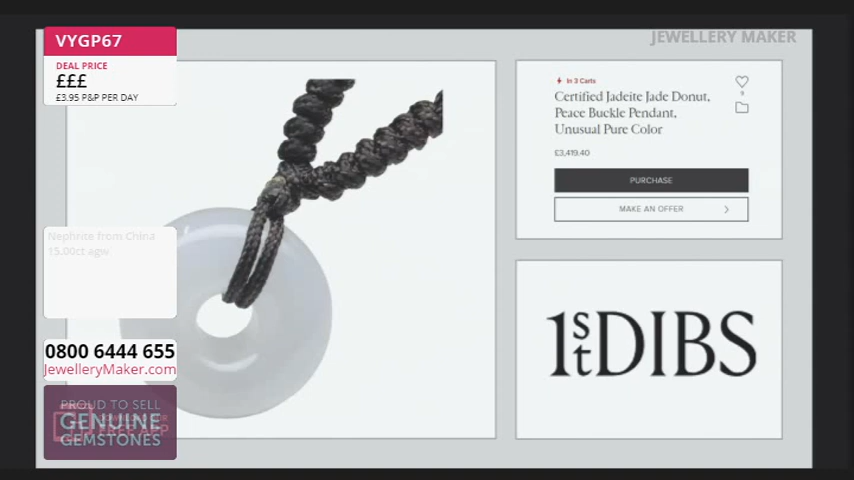 JEWELLERY MAKER
VYGP67
DEAL PRICE
£££
£3.95 P&P PER DAY
In 3 Carts
Certified Jadeite Jade Donut,
Peace Buckle Pendant,
Unusual Pure Color
£3,419.40
PURCHASE
MAKE AN OFFER
Nephrite from China
15.00ct agw
1stDIBS
0800 6444 655
JewelleryMaker.com
PROUD TO SELL
GENUINE
GEMSTONES
FREE APP